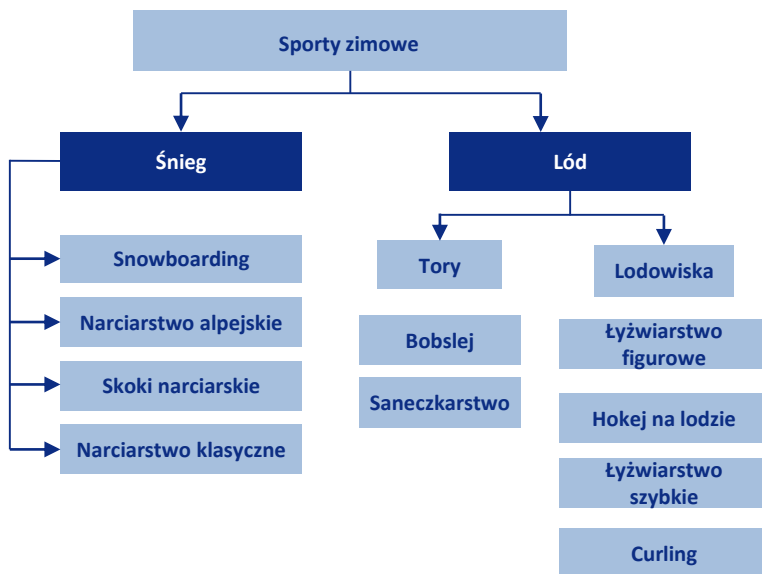 Sporty zimowe
Śnieg
Lód
Snowboarding
Narciarstwo alpejskie
Skoki narciarskie
Narciarstwo klasyczne
Tory
Bobslej
Saneczkarstwo
Lodowiska
Łyżwiarstwo
figurowe
Hokej na lodzie
Łyżwiarstwo
szybkie
Curling